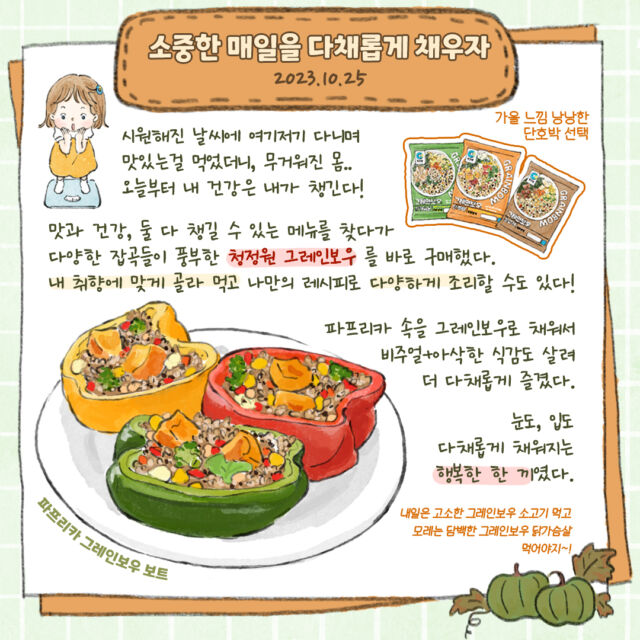 소중한 매일을 다채롭게 채우자
2023.10.25
가을 느낌 낭낭한
단호박 선택
시원해진 날씨에 여기저기 다니며
맛있는걸 먹었더니, 무거워진 몸..
오늘부터 내 건강은 내가 챙긴다!
GRAINBOW
GRAINBOW
그레인보우
맛과 건강, 둘 다 챙길 수 있는 메뉴를 찾다가
다양한 잡곡들이 풍부한 청정원 그레인보우 를 바로 구매했다.
내 취향에 맞게 골라 먹고 나만의 레시피로 다양하게 조리할 수도 있다!
파프리카 속을 그레인보우로 채워서
비주얼+아삭한 식감도 살려
더 다채롭게 즐겼다.
눈도, 입도
다채롭게 채워지는
행복한 한 끼였다.
내일은 고소한 그레인보우 소고기 먹고
모레는 담백한 그레인보우 닭가슴살
먹어야지~!
파프리카 그레인보우 보트